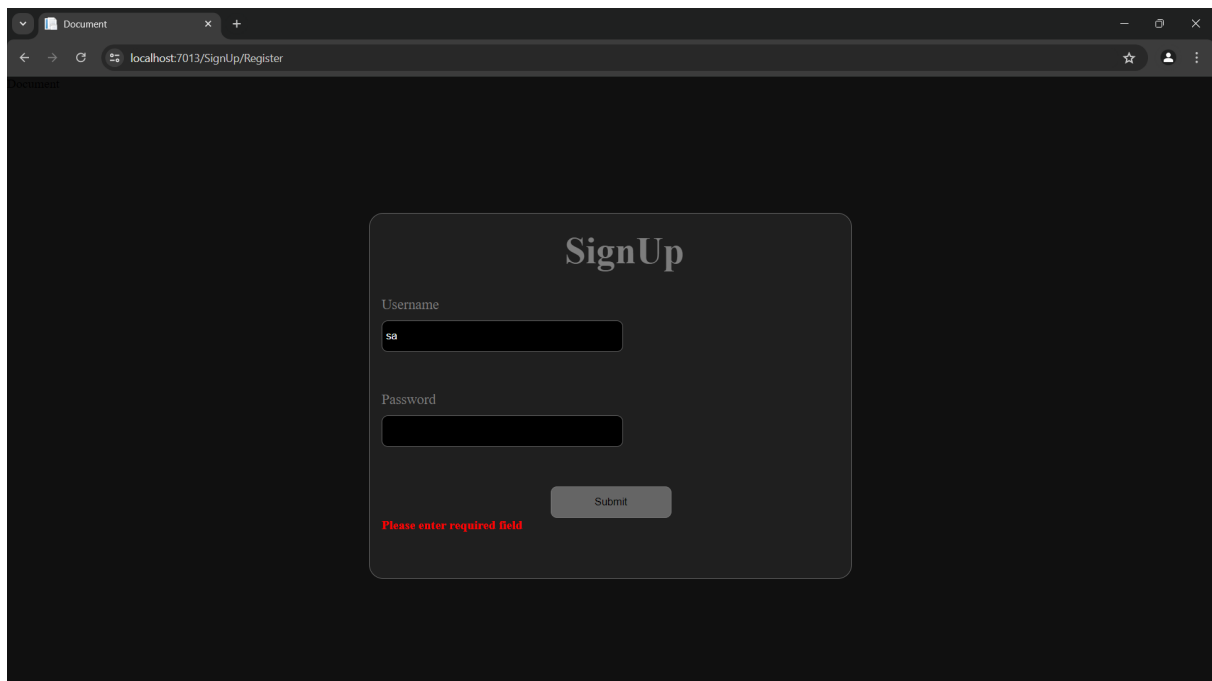 Document
localhost:7013/SignUp/Register
Document
SignUp
Username
sa
Password
Submit
Please enter required field